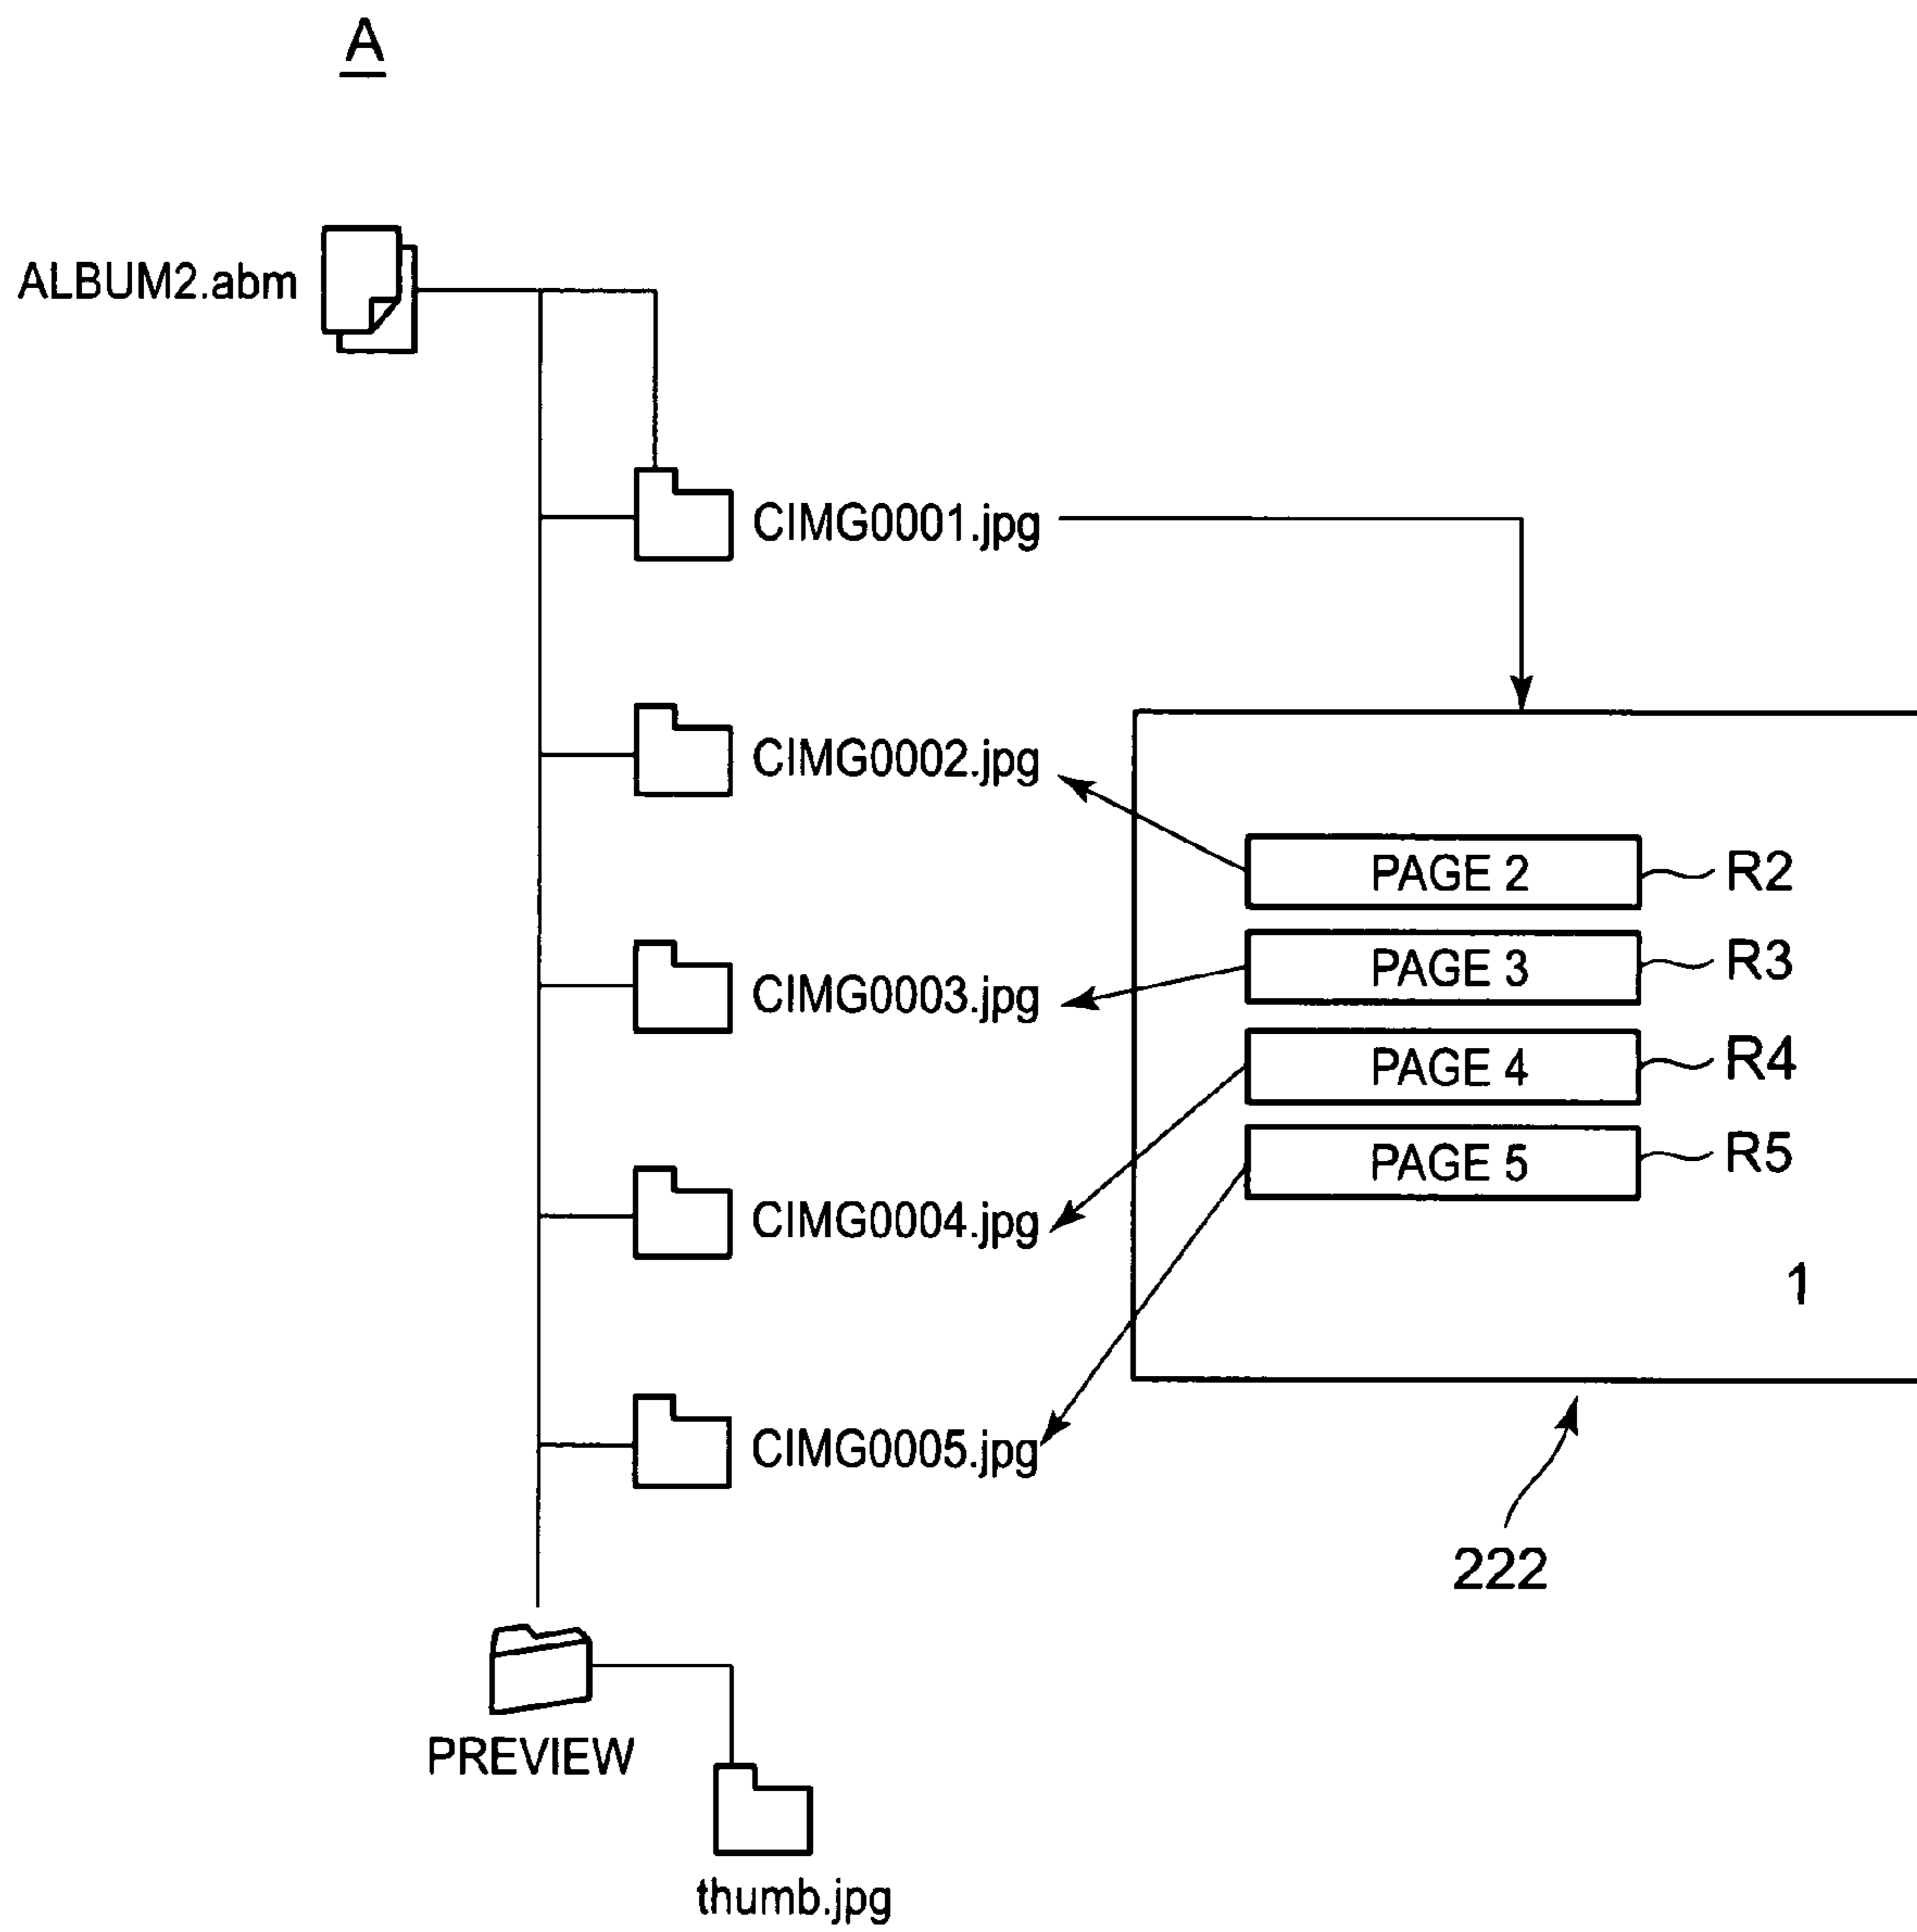 A
ALBUM2.abm
CIMG0001.jpg
CIMG0002.jpg
PAGE 2 R2
PAGE 3 R3
CIMG0003.jpg
PAGE 4 R4
PAGE 5 R5
CIMG0004.jpg
1
CIMG0005.jpg
222
PREVIEW
thumb.jpg